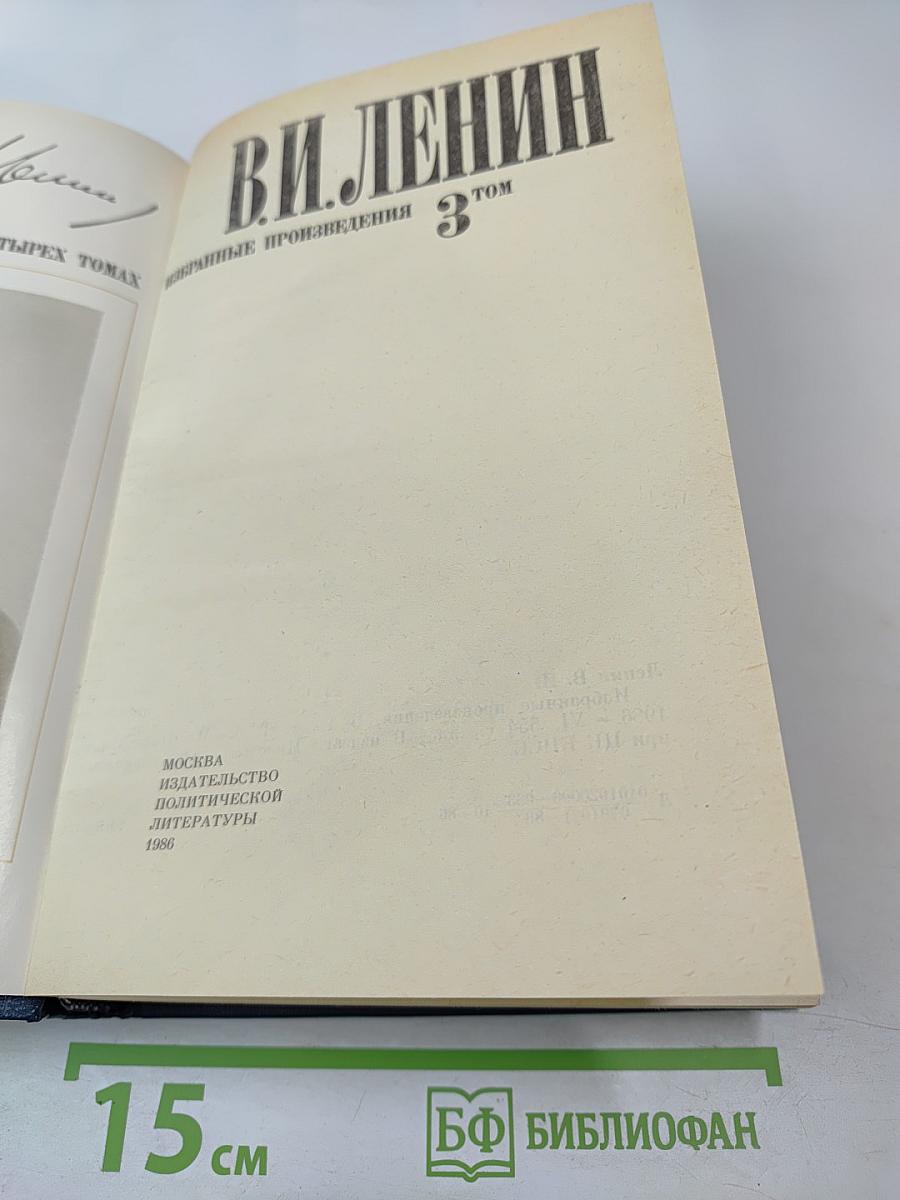 ТЫРЕХ ТОМАХ
В.И. ЛЕНИН
ИЗБРАННЫЕ ПРОИЗВЕДЕНИЯ 3 ТОМ
МОСКВА
ИЗДАТЕЛЬСТВО
ПОЛИТИЧЕСКОЙ
ЛИТЕРАТУРЫ
1986
15 см
БФ БИБЛИОФАН